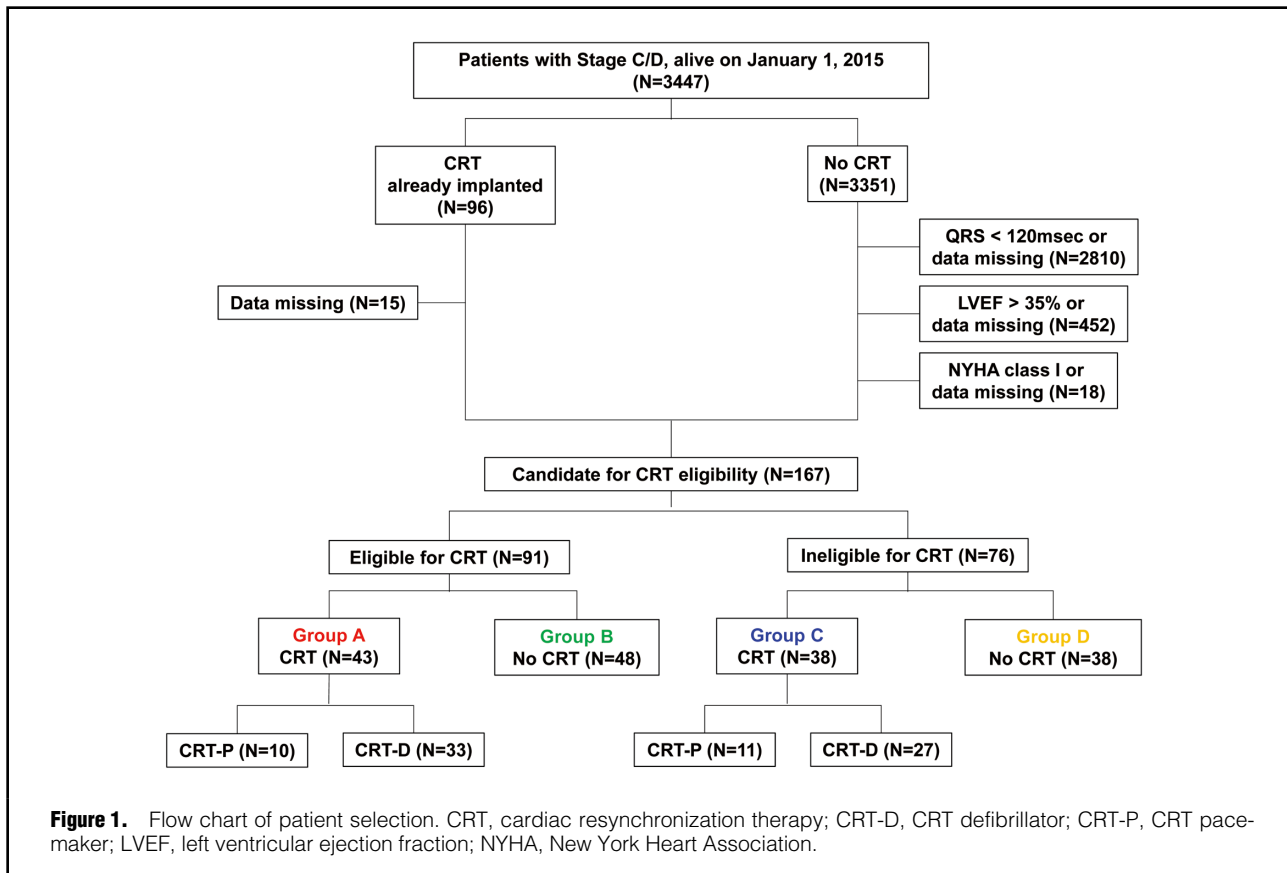 Patients with Stage C/D, alive on January 1, 2015
(N=3447)
CRT
already implanted
(N=96)
No CRT
(N=3351)
QRS < 120msec or
data missing (N=2810)
Data missing (N=15)
LVEF > 35% or
data missing (N=452)
NYHA class I or
data missing (N=18)
Candidate for CRT eligibility (N=167)
Eligible for CRT (N=91)
Ineligible for CRT (N=76)
Group A
CRT (N=43)
Group B
No CRT (N=48)
Group C
CRT (N=38)
Group D
No CRT (N=38)
CRT-P (N=10)
CRT-D (N=33)
CRT-P (N=11)
CRT-D (N=27)
Figure 1. Flow chart of patient selection. CRT, cardiac resynchronization therapy; CRT-D, CRT defibrillator; CRT-P, CRT pace-
maker; LVEF, left ventricular ejection fraction; NYHA, New York Heart Association.